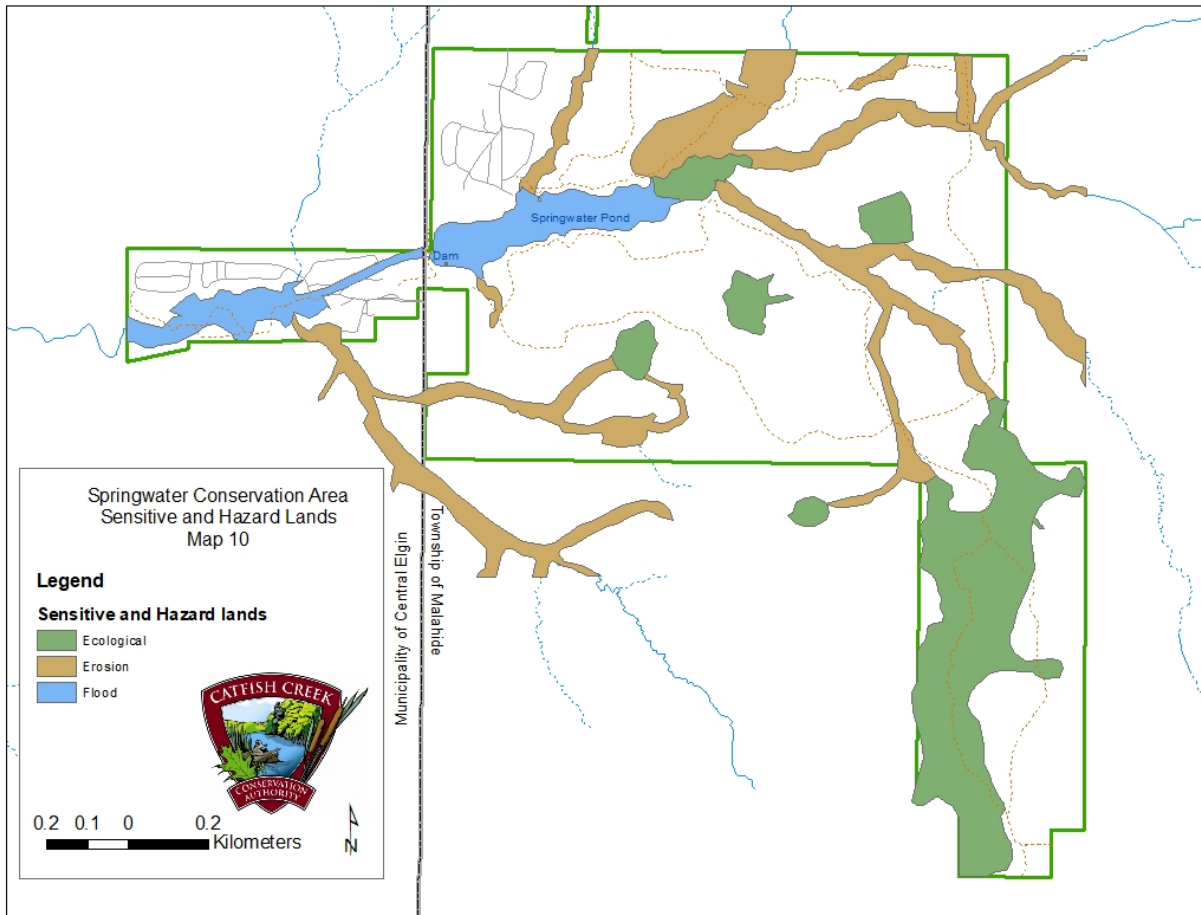 Springwater Pond
Dam
Springwater Conservation Area
Sensitive and Hazard Lands
Map 10
Legend
Sensitive and Hazard lands
Ecological
Erosion
Flood
CATFISH CREEK
CONSERVATION
AUTHORITY
0.2 0.1 0 0.2
Kilometers
N
Municipality of Central Elgin
Township of Malahide